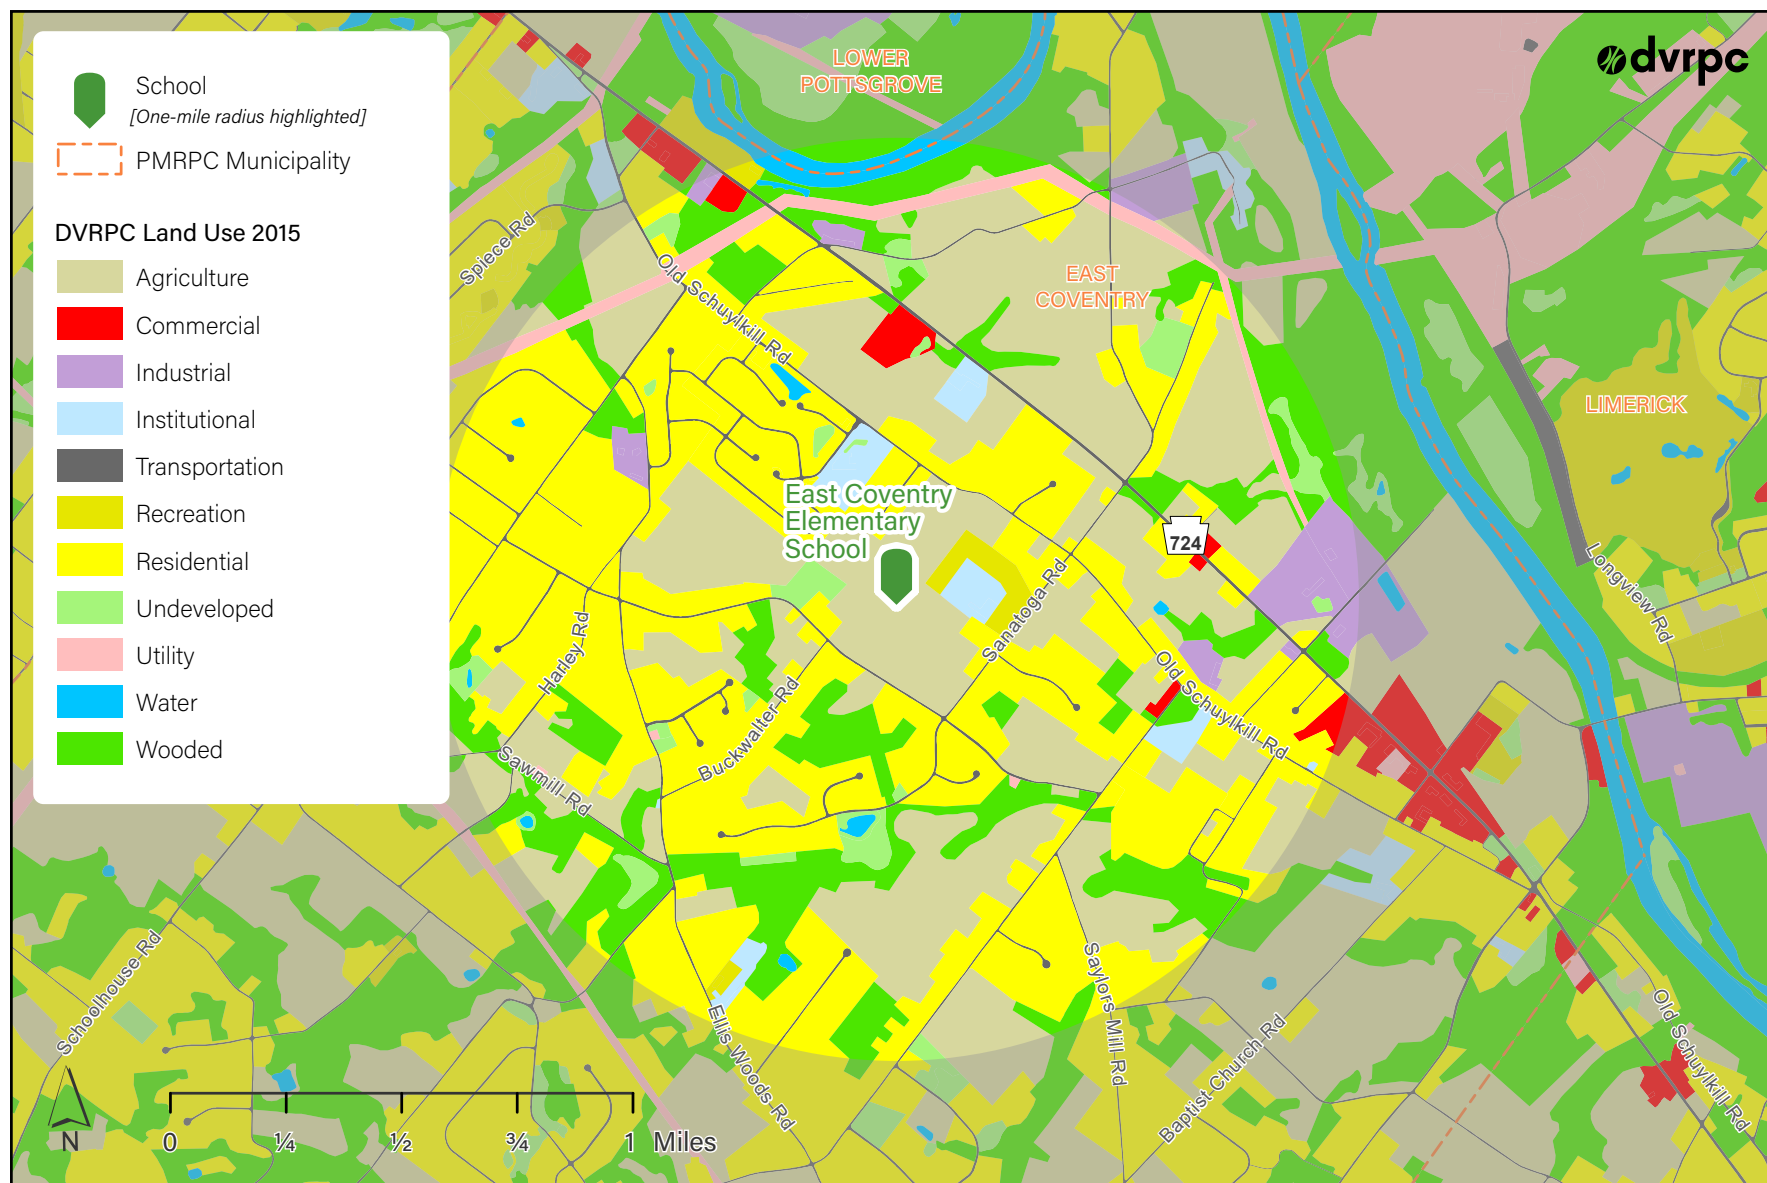 School
[One-mile radius highlighted]
PMRPC Municipality
DVRPC Land Use 2015
Agriculture
Commercial
Industrial
Institutional
Transportation
Recreation
Residential
Undeveloped
Utility
Water
Wooded
dvrpc
LOWER
POTTSGROVE
EAST
COVENTRY
LIMERICK
Spiece Rd
Old Schuylkill Rd
East Coventry
Elementary
School
724
Longview Rd
Sanatoga Rd
Harley Rd
Old Schuylkill Rd
Buckwalter Rd
Sawmill Rd
Schoolhouse Rd
Saylors Mill Rd
Ellis Woods Rd
Baptist Church Rd
Old Schuylkill Rd
N
0 ¼ ½ ¾ 1 Miles